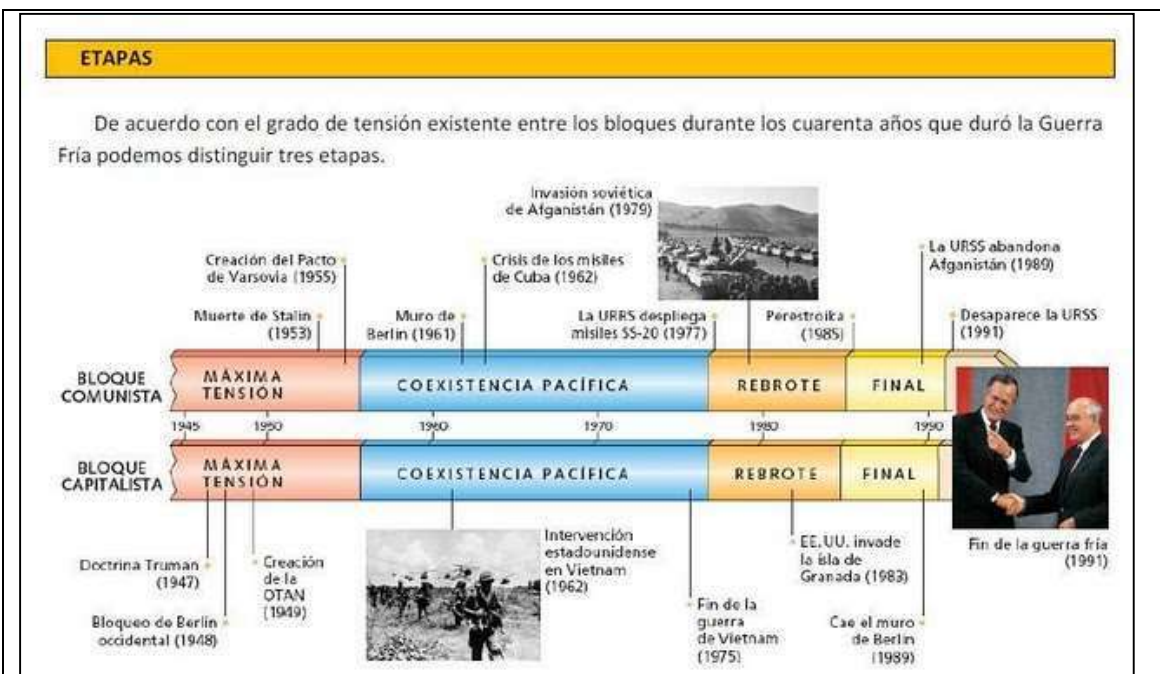 ETAPAS
De acuerdo con el grado de tensión existente entre los bloques durante los cuarenta años que duró la Guerra
Fría podemos distinguir tres etapas.
Invasión soviética
de Afganistán (1979)
Creación del Pacto
de Varsovia (1955)
Crisis de los misiles
de Cuba (1962)
La URSS abandona
Afganistán (1989)
Muerte de Stalin
(1953)
Muro de
Berlín (1961)
La URRS despliega
misiles SS-20 (1977)
Perestroika
(1985)
Desaparece la URSS
(1991)
BLOQUE
COMUNISTA
MÁXIMA
TENSIÓN
COEXISTENCIA PACÍFICA
REBROTE
FINAL
1945
1950
1960
1970
1980
1990
BLOQUE
CAPITALISTA
MÁXIMA
TENSIÓN
COEXISTENCIA PACÍFICA
REBROTE
FINAL
Doctrina Truman
(1947)
Bloqueo de Berlín
occidental (1948)
Creación
de la
OTAN
(1949)
Intervención
estadounidense
en Vietnam
(1962)
Fin de la
guerra
de Vietnam
(1975)
EE.UU. invade
la isla de
Granada (1983)
Cae el muro
de Berlín
(1989)
Fin de la guerra fría
(1991)